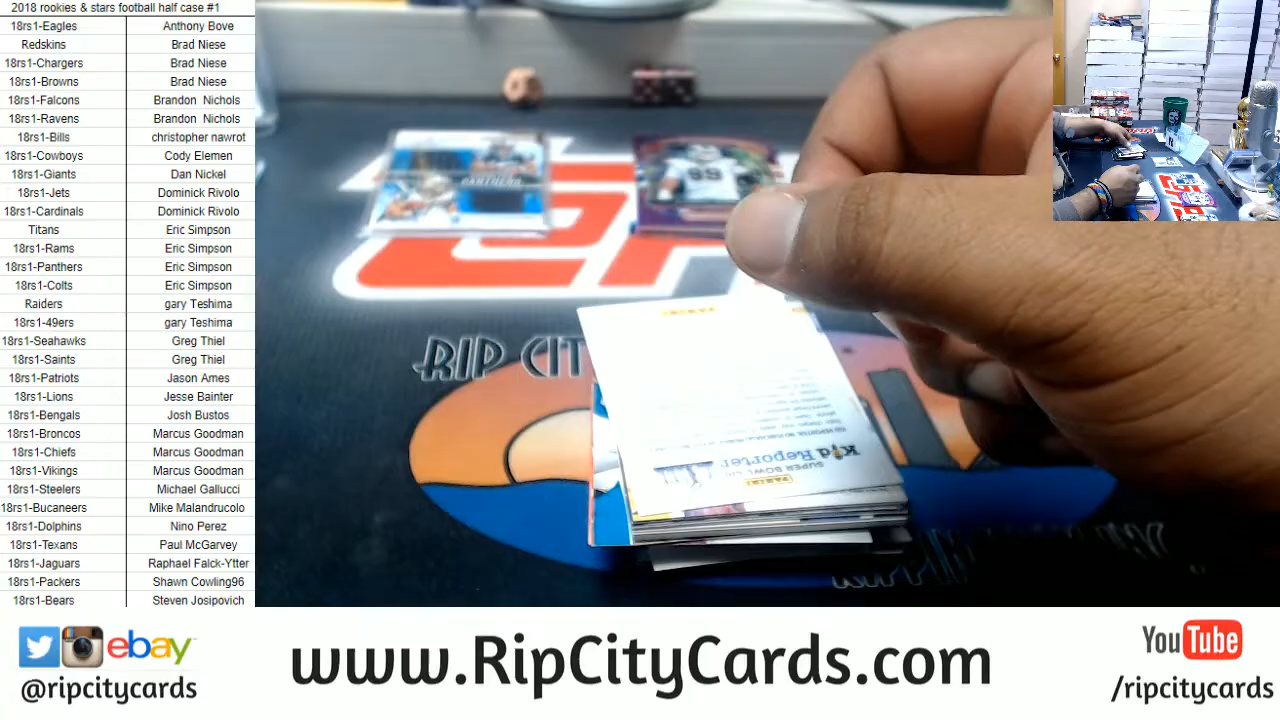 2018 rookies & stars football half case #1
18rs1-Eagles Anthony Bove
Redskins Brad Niese
18rs1-Chargers Brad Niese
18rs1-Browns Brad Niese
18rs1-Falcons Brandon Nichols
18rs1-Ravens Brandon Nichols
18rs1-Bills christopher nawrot
18rs1-Cowboys Cody Elemen
18rs1-Giants Dan Nickel
18rs1-Jets Dominick Rivolo
18rs1-Cardinals Dominick Rivolo
Titans Eric Simpson
18rs1-Rams Eric Simpson
18rs1-Panthers Eric Simpson
18rs1-Colts Eric Simpson
Raiders gary Teshima
18rs1-49ers gary Teshima
18rs1-Seahawks Greg Thiel
18rs1-Saints Greg Thiel
18rs1-Patriots Jason Ames
18rs1-Lions Jesse Bainter
18rs1-Bengals Josh Bustos
18rs1-Broncos Marcus Goodman
18rs1-Chiefs Marcus Goodman
18rs1-Vikings Marcus Goodman
18rs1-Steelers Michael Gallucci
18rs1-Bucaneers Mike Malandrucolo
18rs1-Dolphins Nino Perez
18rs1-Texans Paul McGarvey
18rs1-Jaguars Raphael Falck-Ytter
18rs1-Packers Shawn Cowling96
18rs1-Bears Steven Josipovich
PANTHERS
99
RIP CIT
PANINI
Kid Reporter
SUPER BOWL LIII
PANINI
ebay
@ripcitycards
www.RipCityCards.com
YouTube
/ripcitycards